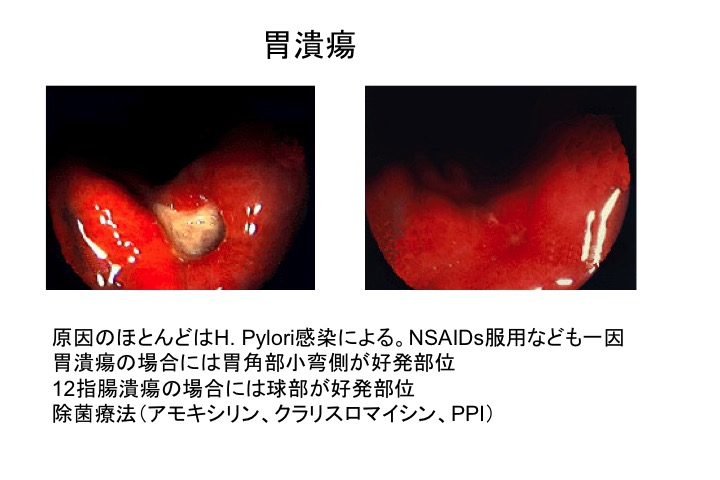 胃潰瘍
原因のほとんどはH. Pylori感染による。NSAIDs服用なども一因
胃潰瘍の場合には胃角部小弯側が好発部位
12指腸潰瘍の場合には球部が好発部位
除菌療法（アモキシリン、クラリスロマイシン、PPI）